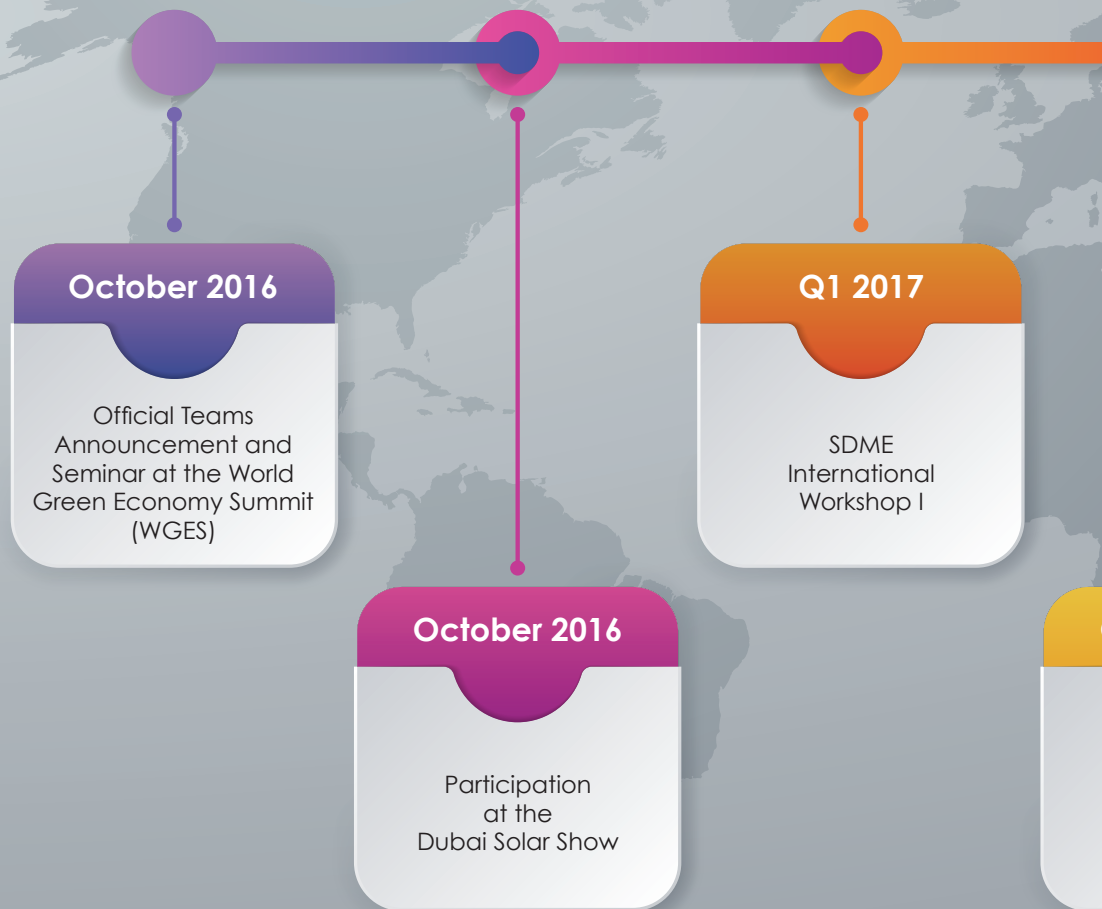 October 2016
Official Teams
Announcement and
Seminar at the World
Green Economy Summit
(WGES)
October 2016
Participation
at the
Dubai Solar Show
Q1 2017
SDME
International
Workshop I